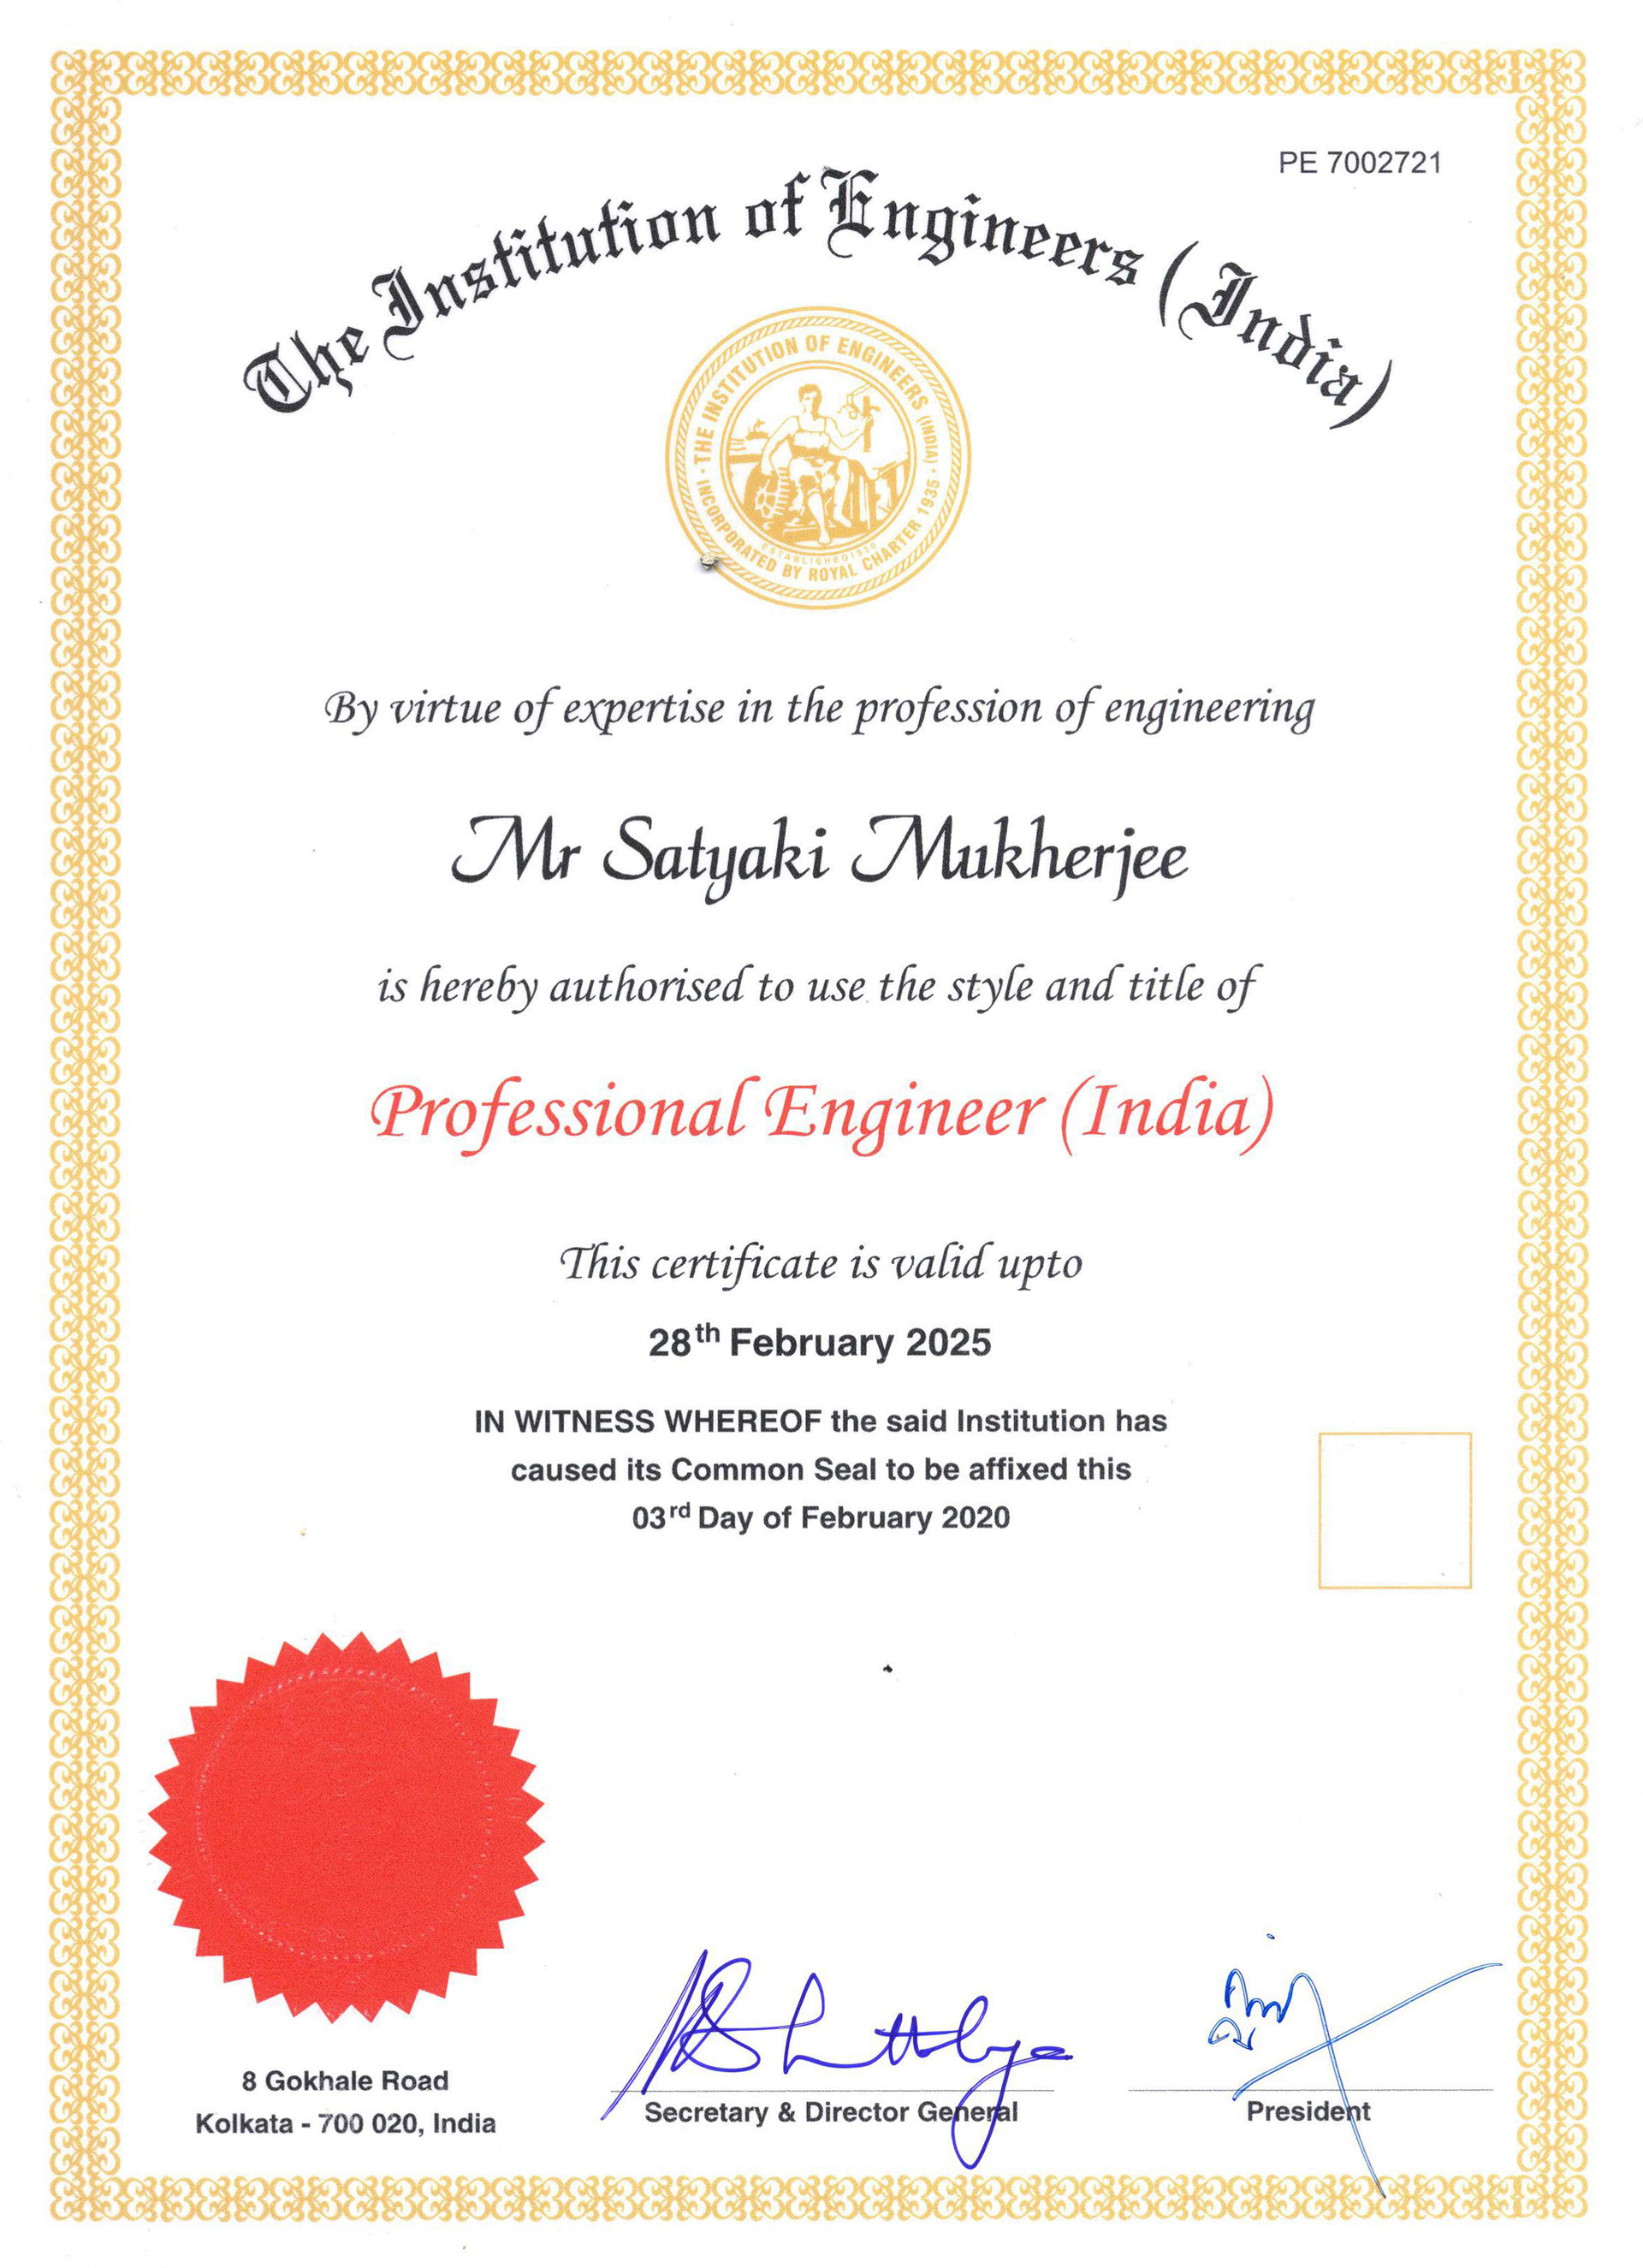 PE 7002721
The Institution of Engineers (India)
THE INSTITUTION OF ENGINEERS (INDIA)
INCORPORATED BY ROYAL CHARTER 1935
ESTABLISHED 1920
By virtue of expertise in the profession of engineering
Mr Satyaki Mukherjee
is hereby authorised to use the style and title of
Professional Engineer (India)
This certificate is valid upto
28th February 2025
IN WITNESS WHEREOF the said Institution has
caused its Common Seal to be affixed this
03rd Day of February 2020
8 Gokhale Road
Kolkata - 700 020, India
Secretary & Director General
President